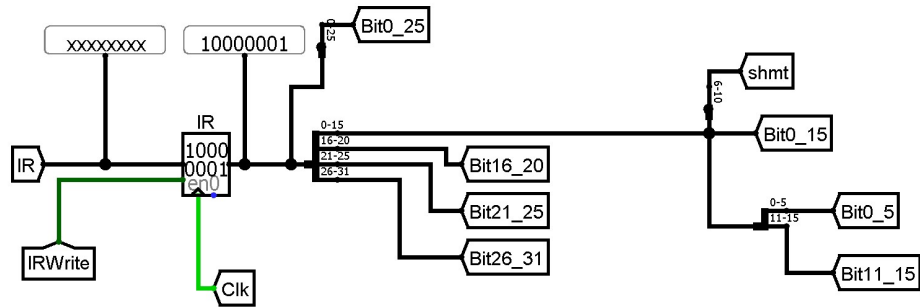 0-25
Bit0_25
xxxxxxxx
10000001
shmt
6-10
IR
0-15
Bit0_15
16-20
IR
1000
0001
en0
21-25
Bit16_20
26-31
0-5
Bit0_5
11-15
Bit21_25
IRWrite
Bit26_31
Bit11_15
Clk